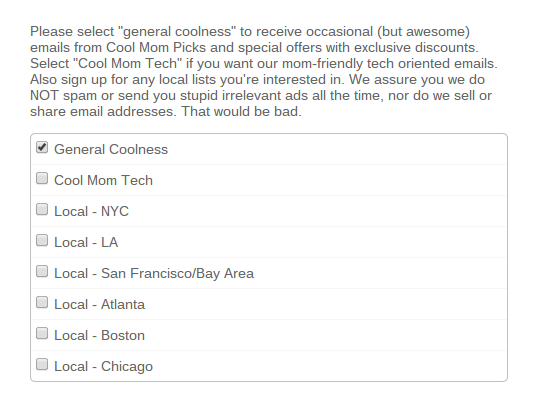 Please select "general coolness" to receive occasional (but awesome)
emails from Cool Mom Picks and special offers with exclusive discounts.
Select "Cool Mom Tech" if you want our mom-friendly tech oriented emails.
Also sign up for any local lists you're interested in. We assure you we do
NOT spam or send you stupid irrelevant ads all the time, nor do we sell or
share email addresses. That would be bad.
General Coolness
Cool Mom Tech
Local - NYC
Local - LA
Local - San Francisco/Bay Area
Local - Atlanta
Local - Boston
Local - Chicago